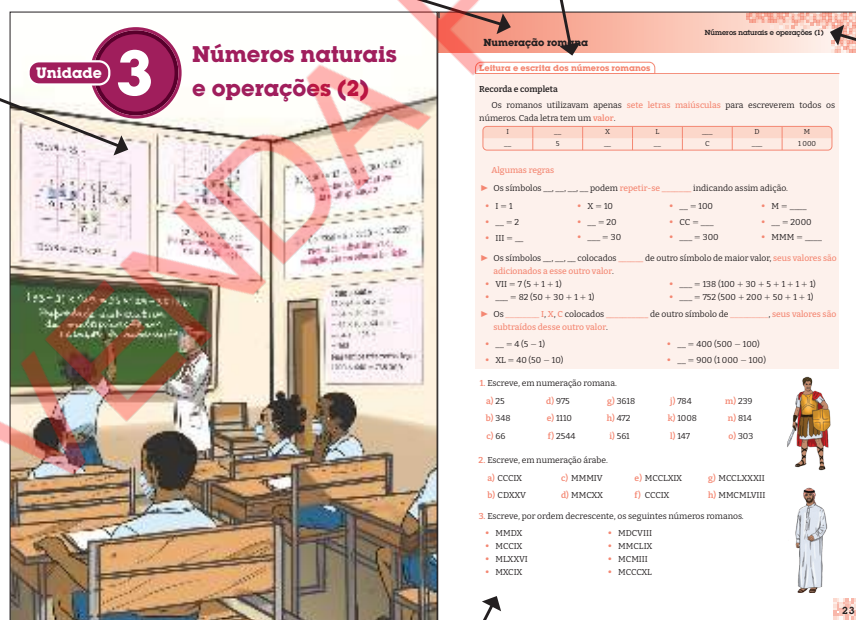 Unidade
3
Números naturais
e operações (2)
VENDA
Números naturais e operações (1)
Numeração romana
Leitura e escrita dos números romanos
Recorda e completa
Os romanos utilizavam apenas sete letras maiúsculas para escreverem todos os
números. Cada letra tem um valor.
I __ X L ___ D M
__ 5 __ __ C ___ 1000
Algumas regras
► Os símbolos __, __, __, __ podem repetir-se ______ indicando assim adição.
• I = 1 • X = 10 • __ = 100 • M = ____
• __ = 2 • __ = 20 • CC = ___ • __ = 2000
• III = __ • ___ = 30 • ___ = 300 • MMM = ____
► Os símbolos __, __, __ colocados _____ de outro símbolo de maior valor, seus valores são
adicionados a esse outro valor.
• VII = 7 (5 + 1 + 1) • ___ = 138 (100 + 30 + 5 + 1 + 1 + 1)
• ___ = 82 (50 + 30 + 1 + 1) • ___ = 752 (500 + 200 + 50 + 1 + 1)
► Os _______ I, X, C colocados _________ de outro símbolo de ________, seus valores são
subtraídos desse outro valor.
• __ = 4 (5 − 1) • __ = 400 (500 − 100)
• XL = 40 (50 − 10) • __ = 900 (1 000 − 100)
1. Escreve, em numeração romana.
a) 25 d) 975 g) 3618 j) 784 m) 239
b) 348 e) 1110 h) 472 k) 1008 n) 814
c) 66 f) 2544 i) 561 l) 147 o) 303
2. Escreve, em numeração árabe.
a) CCCIX c) MMMIV e) MCCLXIX g) MCCLXXXII
b) CDXXV d) MMCXX f) CCCIX h) MMCMLVIII
3. Escreve, por ordem decrescente, os seguintes números romanos.
• MMDX • MDCVIII
• MCCIX • MMCLIX
• MLXXVI • MCMIII
• MXCIX • MCCCXL
23